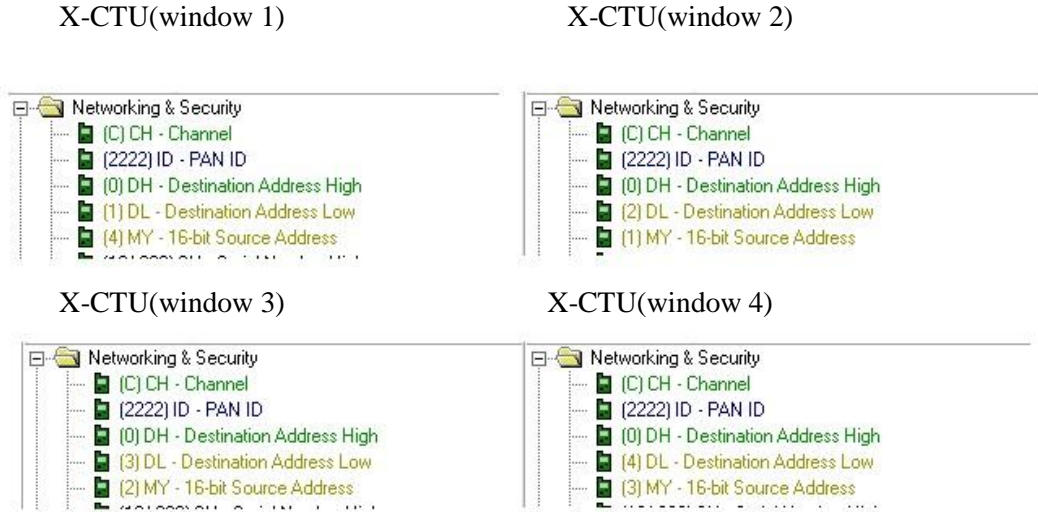 X-CTU(window 1)
X-CTU(window 2)
Networking & Security
(C) CH - Channel
(2222) ID - PAN ID
(0) DH - Destination Address High
(1) DL - Destination Address Low
(4) MY - 16-bit Source Address
Networking & Security
(C) CH - Channel
(2222) ID - PAN ID
(0) DH - Destination Address High
(2) DL - Destination Address Low
(1) MY - 16-bit Source Address
X-CTU(window 3)
X-CTU(window 4)
Networking & Security
(C) CH - Channel
(2222) ID - PAN ID
(0) DH - Destination Address High
(3) DL - Destination Address Low
(2) MY - 16-bit Source Address
Networking & Security
(C) CH - Channel
(2222) ID - PAN ID
(0) DH - Destination Address High
(4) DL - Destination Address Low
(3) MY - 16-bit Source Address